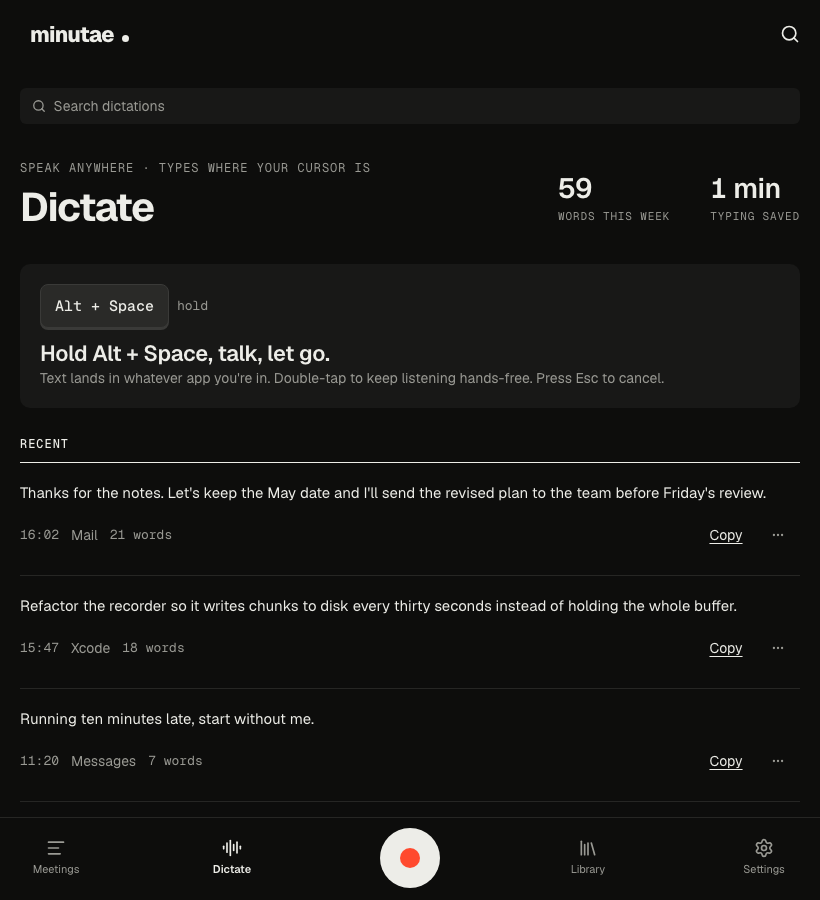 minutae
Search dictations
SPEAK ANYWHERE · TYPES WHERE YOUR CURSOR IS
Dictate
59
WORDS THIS WEEK
1 min
TYPING SAVED
Alt + Space
hold
Hold Alt + Space, talk, let go.
Text lands in whatever app you're in. Double-tap to keep listening hands-free. Press Esc to cancel.
RECENT
Thanks for the notes. Let's keep the May date and I'll send the revised plan to the team before Friday's review.
16:02 Mail 21 words Copy ...
Refactor the recorder so it writes chunks to disk every thirty seconds instead of holding the whole buffer.
15:47 Xcode 18 words Copy ...
Running ten minutes late, start without me.
11:20 Messages 7 words Copy ...
Meetings Dictate Library Settings